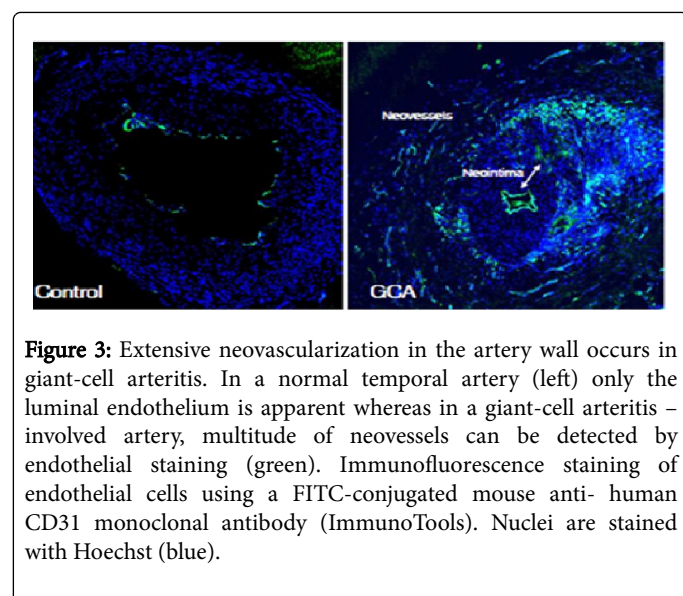 Neovessels
Neointima
Control
GCA
Figure 3: Extensive neovascularization in the artery wall occurs in
giant-cell arteritis. In a normal temporal artery (left) only the
luminal endothelium is apparent whereas in a giant-cell arteritis –
involved artery, multitude of neovessels can be detected by
endothelial staining (green). Immunofluorescence staining of
endothelial cells using a FITC-conjugated mouse anti- human
CD31 monoclonal antibody (ImmunoTools). Nuclei are stained
with Hoechst (blue).